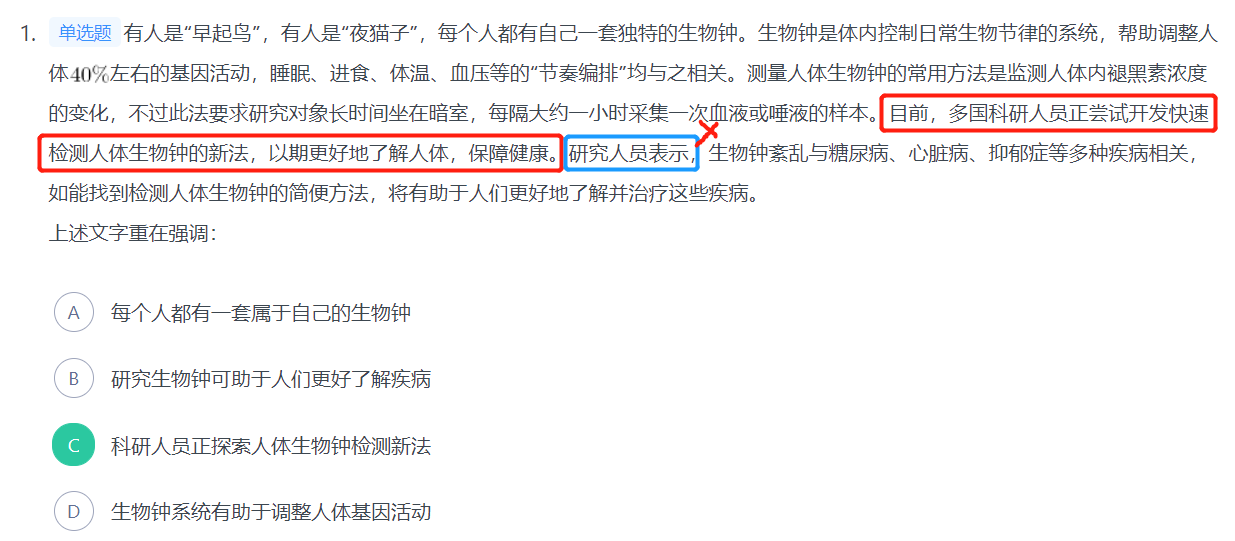 1. 单选题 有人是“早起鸟”，有人是“夜猫子”，每个人都有自己一套独特的生物钟。生物钟是体内控制日常生物节律的系统，帮助调整人
体40%左右的基因活动，睡眠、进食、体温、血压等的“节奏编排”均与之相关。测量人体生物钟的常用方法是监测人体内褪黑素浓度
的变化，不过此法要求研究对象长时间坐在暗室，每隔大约一小时采集一次血液或唾液的样本。目前，多国科研人员正尝试开发快速
检测人体生物钟的新法，以期更好地了解人体，保障健康。研究人员表示，生物钟紊乱与糖尿病、心脏病、抑郁症等多种疾病相关，
如能找到检测人体生物钟的简便方法，将有助于人们更好地了解并治疗这些疾病。
上述文字重在强调：
A 每个人都有一套属于自己的生物钟
B 研究生物钟可助于人们更好了解疾病
C 科研人员正探索人体生物钟检测新法
D 生物钟系统有助于调整人体基因活动